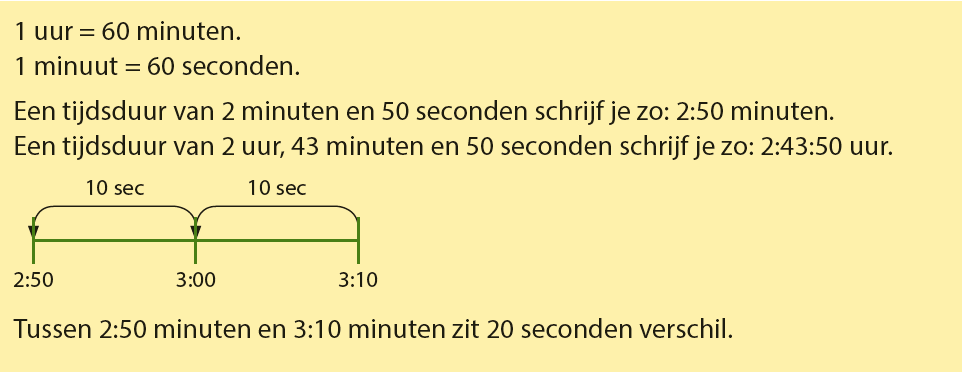 1 uur = 60 minuten.
1 minuut = 60 seconden.
Een tijdsduur van 2 minuten en 50 seconden schrijf je zo: 2:50 minuten.
Een tijdsduur van 2 uur, 43 minuten en 50 seconden schrijf je zo: 2:43:50 uur.
10 sec 10 sec
2:50 3:00 3:10
Tussen 2:50 minuten en 3:10 minuten zit 20 seconden verschil.